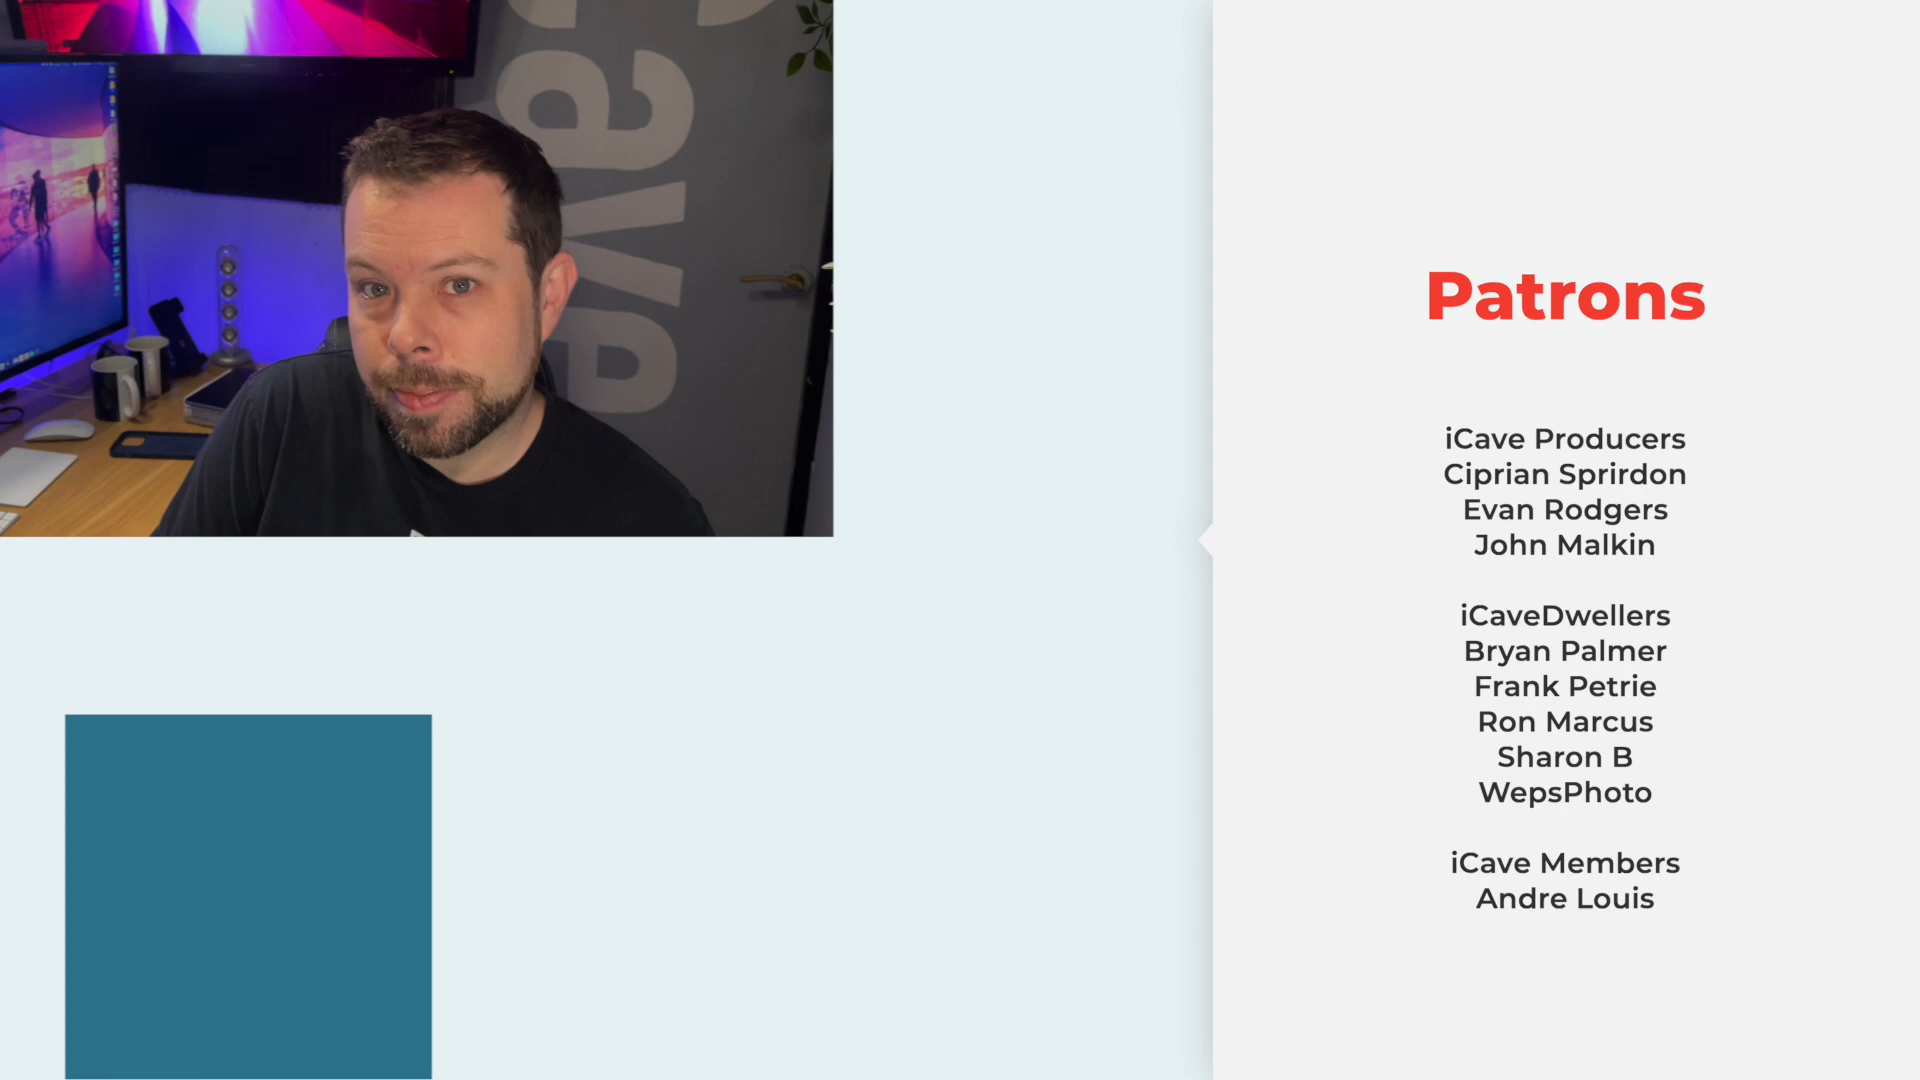 Cave
Patrons
iCave Producers
Ciprian Sprirdon
Evan Rodgers
John Malkin
iCaveDwellers
Bryan Palmer
Frank Petrie
Ron Marcus
Sharon B
WepsPhoto
iCave Members
Andre Louis